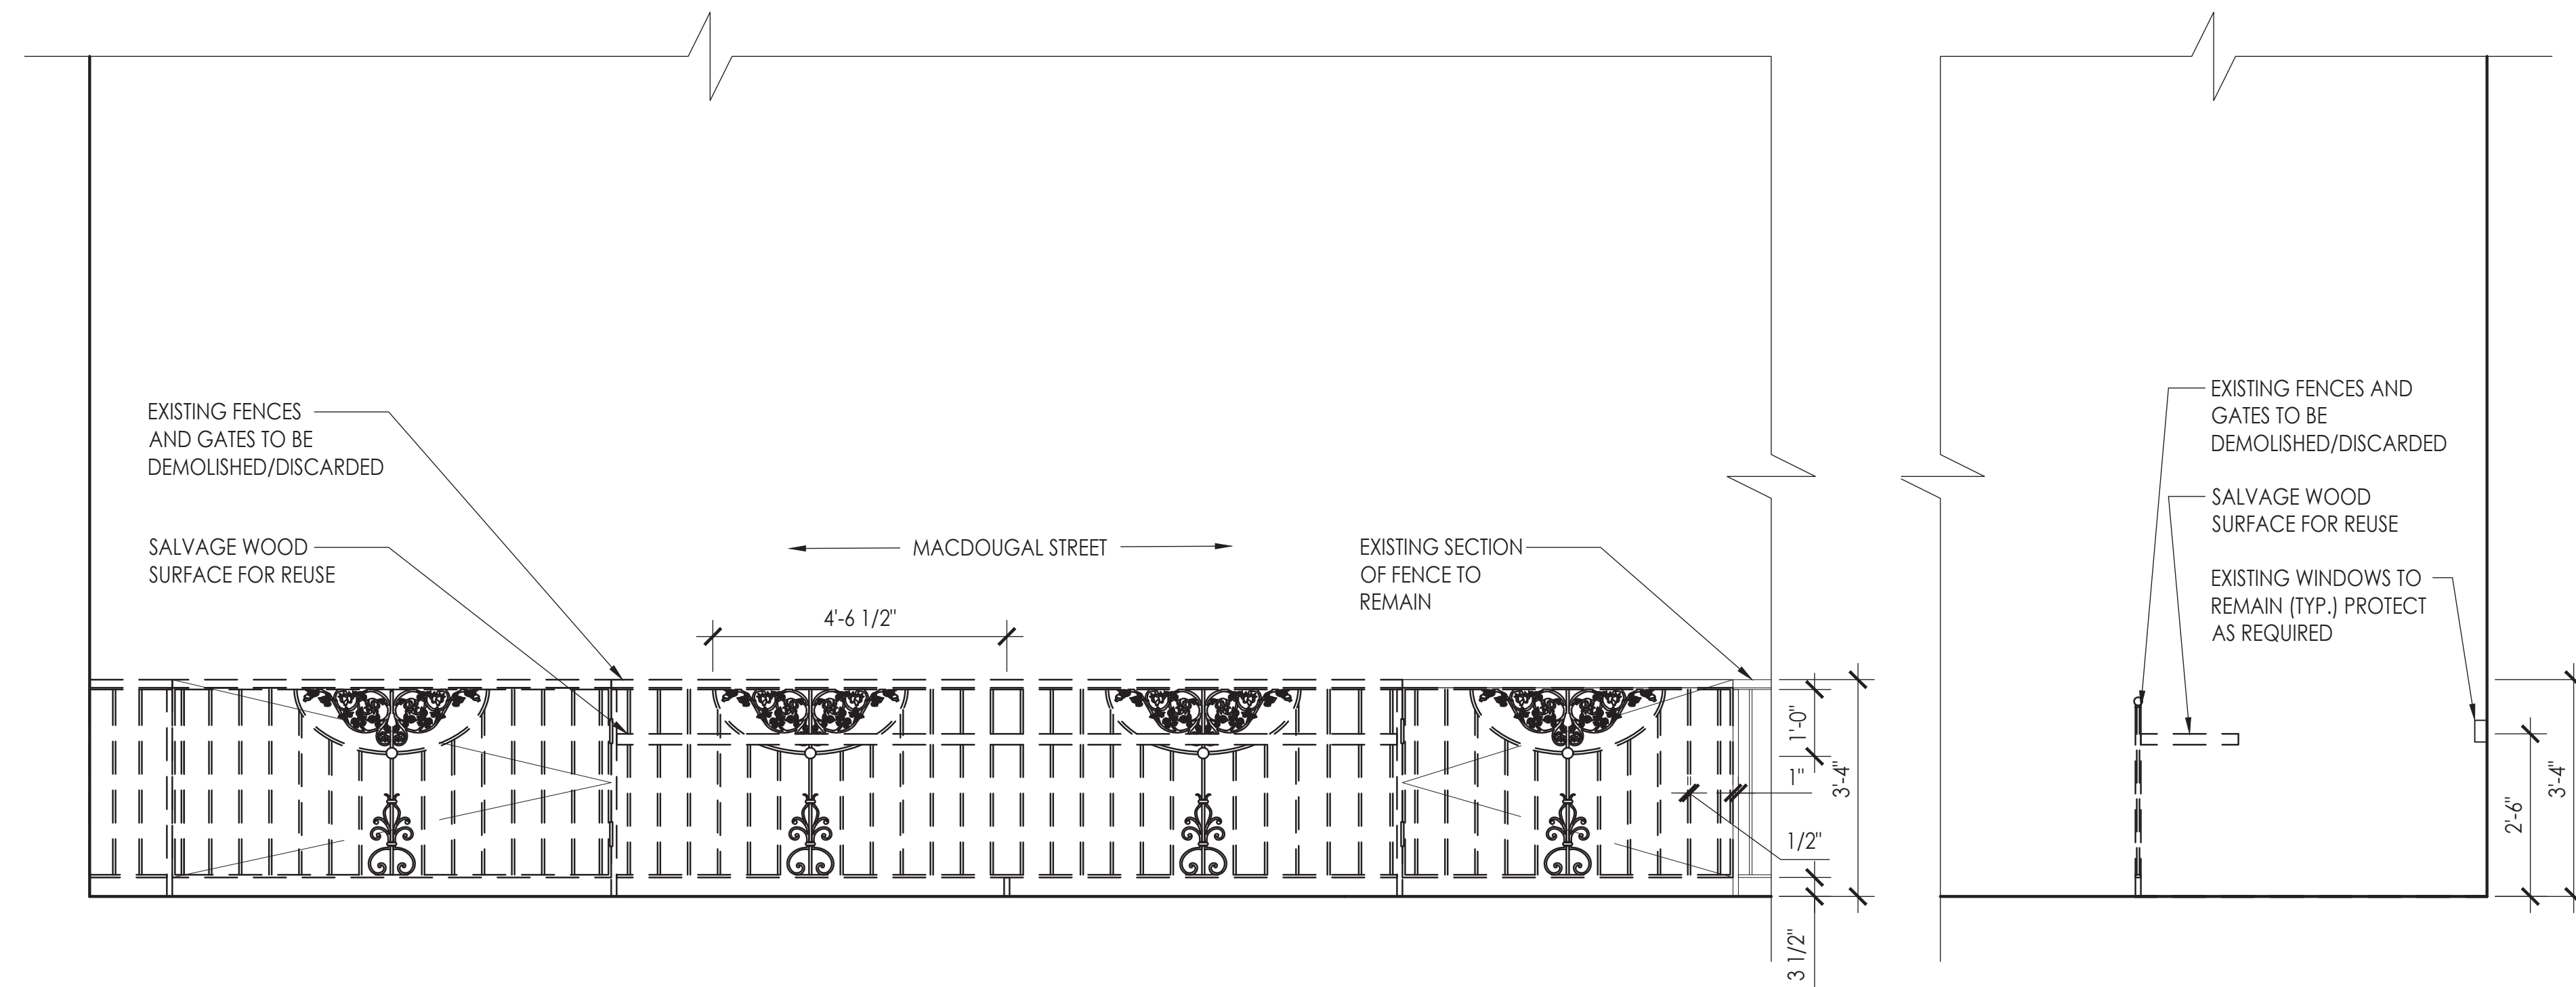 EXISTING FENCES
AND GATES TO BE
DEMOLISHED/DISCARDED
SALVAGE WOOD
SURFACE FOR REUSE
MACDOUGAL STREET
4'-6 1/2"
EXISTING SECTION
OF FENCE TO
REMAIN
1'-0"
1"
3'-4"
1/2"
3 1/2"
EXISTING FENCES AND
GATES TO BE
DEMOLISHED/DISCARDED
SALVAGE WOOD
SURFACE FOR REUSE
EXISTING WINDOWS TO
REMAIN (TYP.) PROTECT
AS REQUIRED
2'-6"
3'-4"